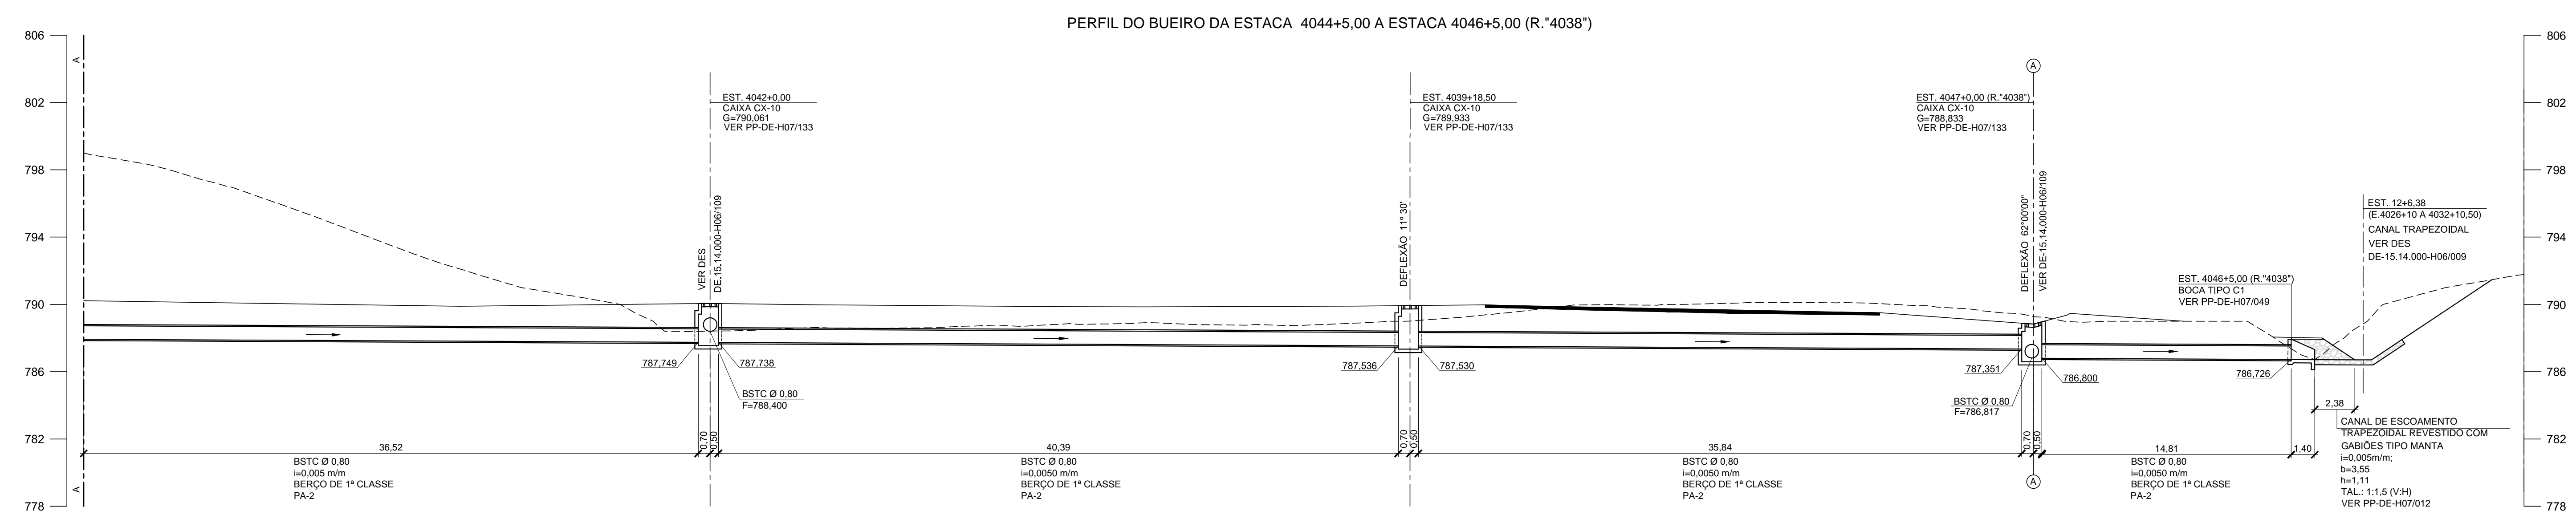 PERFIL DO BUEIRO DA ESTACA 4044+5,00 A ESTACA 4046+5,00 (R."4038")
806
802
798
794
790
786
782
778
A
A
EST. 4042+0,00
CAIXA CX-10
G=790,061
VER PP-DE-H07/133
VER DES
DE.15.14.000-H06/109
787,749
787,738
BSTC Ø 0,80
F=788,400
36,52
0,70
0,50
BSTC Ø 0,80
i=0,005 m/m
BERÇO DE 1ª CLASSE
PA-2
EST. 4039+18,50
CAIXA CX-10
G=789,933
VER PP-DE-H07/133
DEFLEXÃO 11º 30'
787,536
787,530
40,39
0,70
0,50
BSTC Ø 0,80
i=0,0050 m/m
BERÇO DE 1ª CLASSE
PA-2
A
EST. 4047+0,00 (R."4038")
CAIXA CX-10
G=788,833
VER PP-DE-H07/133
DEFLEXÃO 62°00'00"
VER DE-15.14.000-H06/109
787,351
786,800
BSTC Ø 0,80
F=786,817
35,84
0,70
0,50
BSTC Ø 0,80
i=0,0050 m/m
BERÇO DE 1ª CLASSE
PA-2
A
EST. 4046+5,00 (R."4038")
BOCA TIPO C1
VER PP-DE-H07/049
786,726
14,81
1,40
BSTC Ø 0,80
i=0,0050 m/m
BERÇO DE 1ª CLASSE
PA-2
EST. 12+6,38
(E.4026+10 A 4032+10,50)
CANAL TRAPEZOIDAL
VER DES
DE-15.14.000-H06/009
2,38
CANAL DE ESCOAMENTO
TRAPEZOIDAL REVESTIDO COM
GABIÕES TIPO MANTA
i=0,005m/m;
b=3,55
h=1,11
TAL.: 1:1,5 (V:H)
VER PP-DE-H07/012
806
802
798
794
790
786
782
778